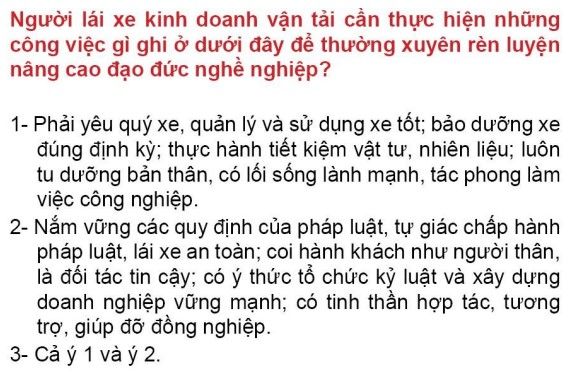 Người lái xe kinh doanh vận tải cần thực hiện những
công việc gì ghi ở dưới đây để thường xuyên rèn luyện
nâng cao đạo đức nghề nghiệp?
1- Phải yêu quý xe, quản lý và sử dụng xe tốt; bảo dưỡng xe
đúng định kỳ; thực hành tiết kiệm vật tư, nhiên liệu; luôn
tu dưỡng bản thân, có lối sống lành mạnh, tác phong làm
việc công nghiệp.
2- Nắm vững các quy định của pháp luật, tự giác chấp hành
pháp luật, lái xe an toàn; coi hành khách như người thân,
là đối tác tin cậy; có ý thức tổ chức kỷ luật và xây dựng
doanh nghiệp vững mạnh; có tinh thần hợp tác, tương
trợ, giúp đỡ đồng nghiệp.
3- Cả ý 1 và ý 2.